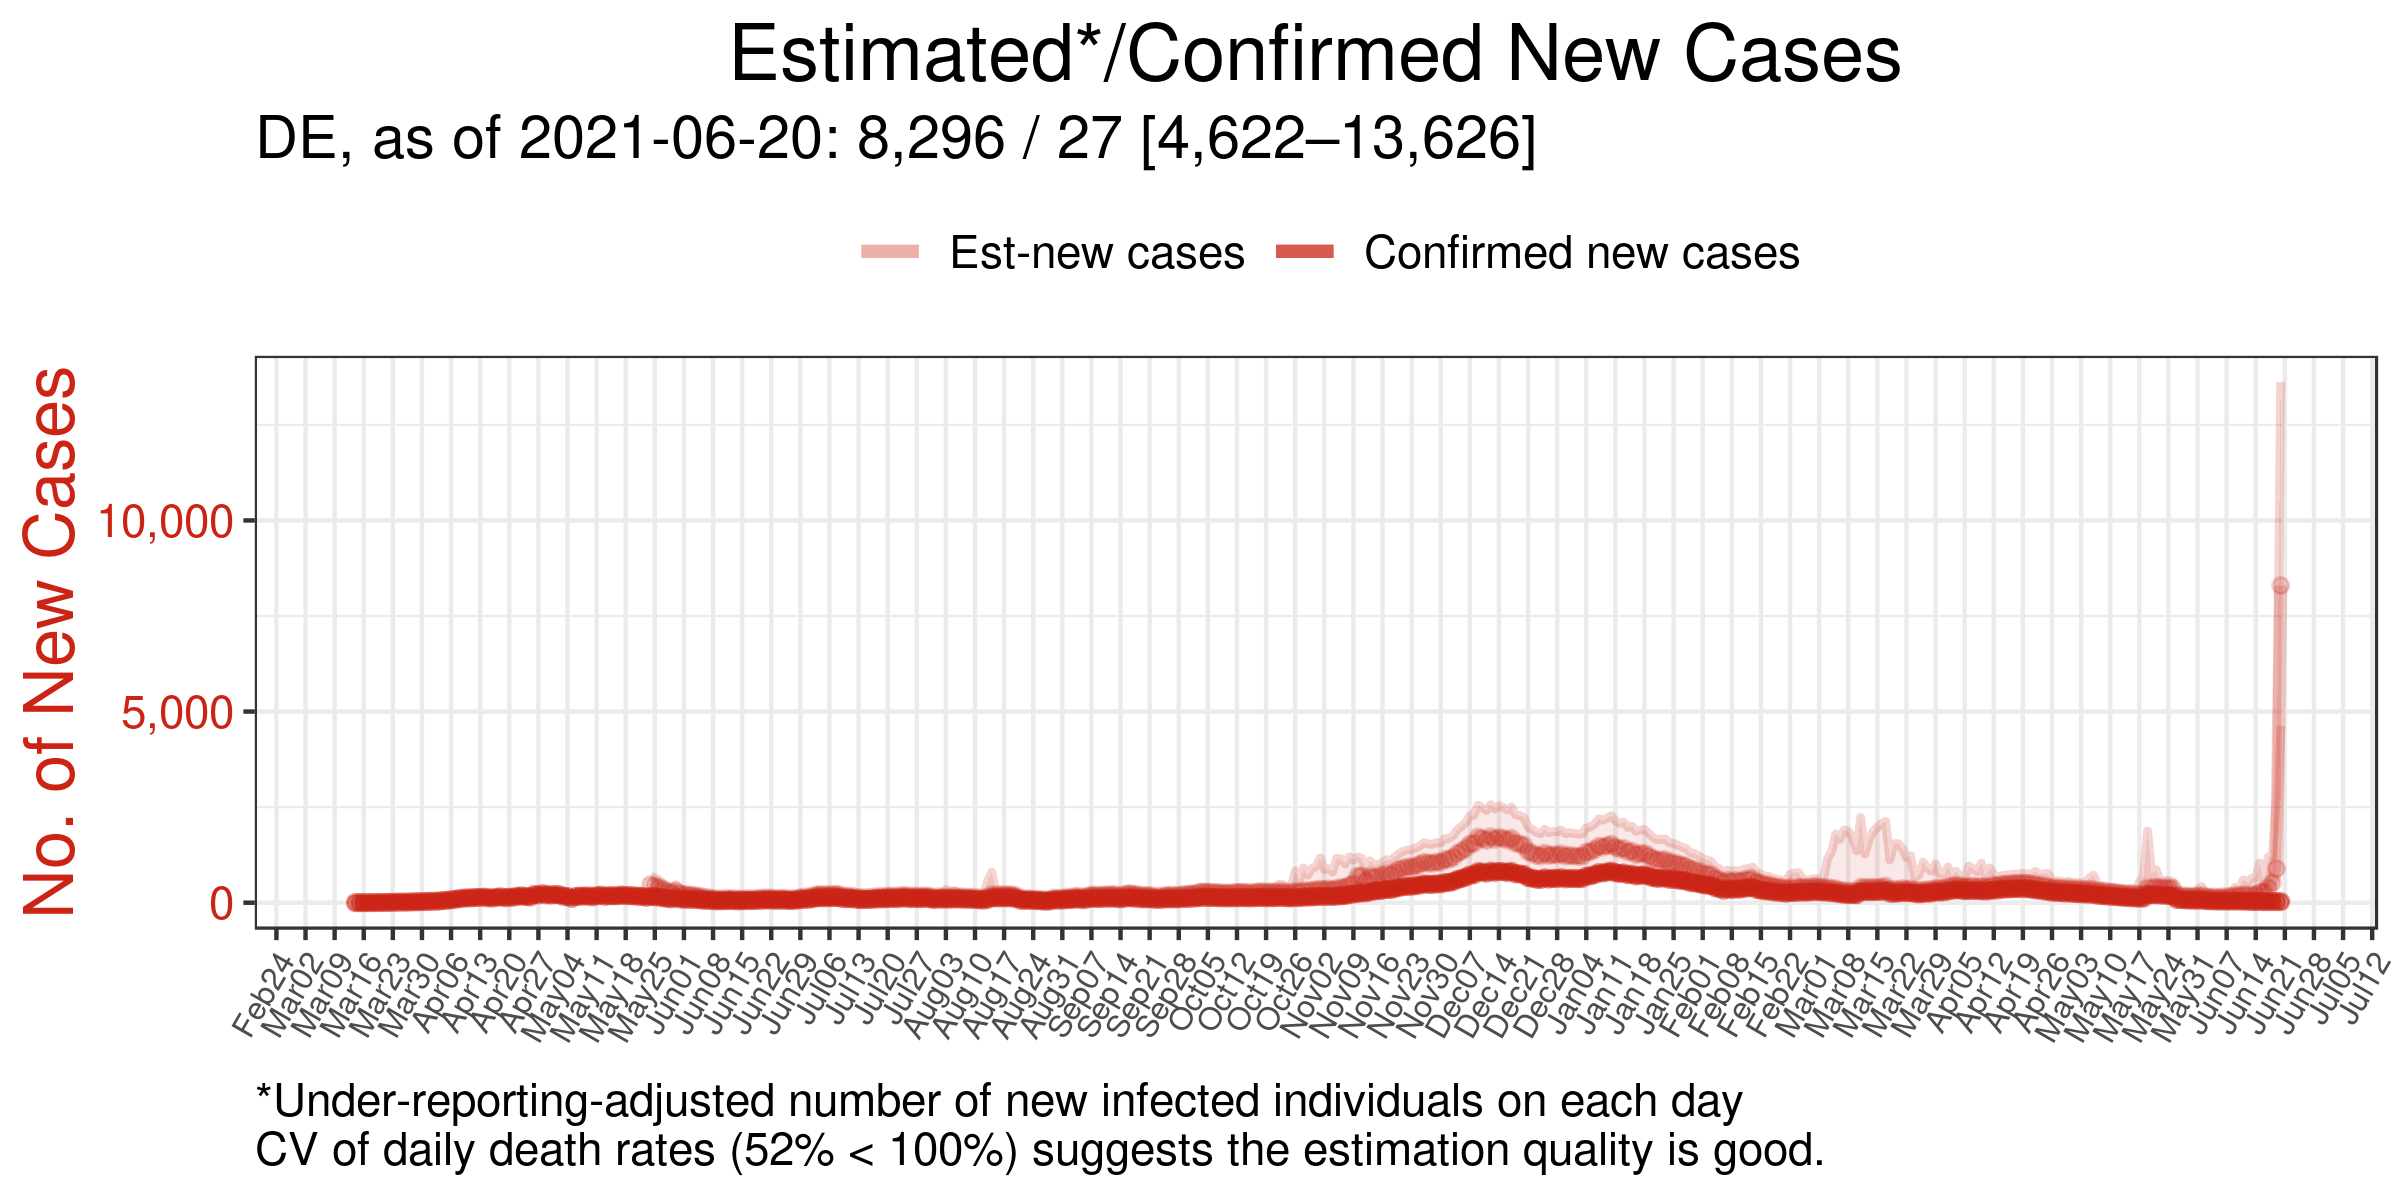 Estimated*/Confirmed New Cases
DE, as of 2021-06-20: 8,296 / 27 [4,622–13,626]
Est-new cases
Confirmed new cases
No. of New Cases
10,000
5,000
0
Feb24
Mar02
Mar09
Mar16
Mar23
Mar30
Apr06
Apr13
Apr20
Apr27
May04
May11
May18
May25
Jun01
Jun08
Jun15
Jun22
Jun29
Jul06
Jul13
Jul20
Jul27
Aug03
Aug10
Aug17
Aug24
Aug31
Sep07
Sep14
Sep21
Sep28
Oct05
Oct12
Oct19
Oct26
Nov02
Nov09
Nov16
Nov23
Nov30
Dec07
Dec14
Dec21
Dec28
Jan04
Jan11
Jan18
Jan25
Feb01
Feb08
Feb15
Feb22
Mar01
Mar08
Mar15
Mar22
Mar29
Apr05
Apr12
Apr19
Apr26
May03
May10
May17
May24
May31
Jun07
Jun14
Jun21
Jun28
Jul05
Jul12
*Under-reporting-adjusted number of new infected individuals on each day
CV of daily death rates (52% < 100%) suggests the estimation quality is good.